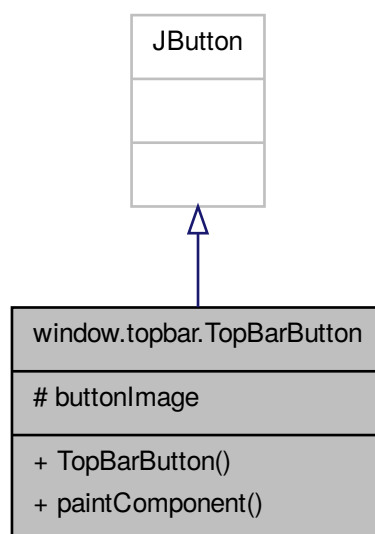 JButton
window.topbar.TopBarButton
# buttonImage
+ TopBarButton()
+ paintComponent()